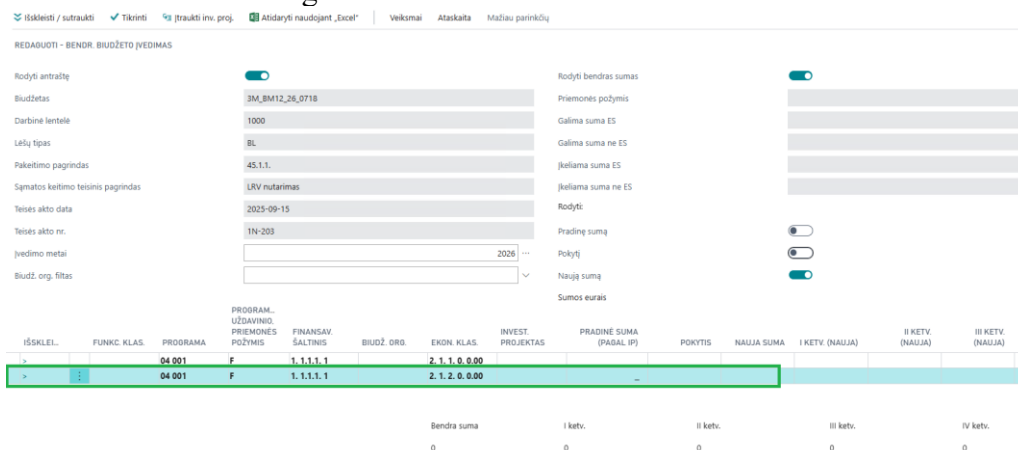 Išskleisti / sutraukti Tikrinti Įtraukti inv. proj. Atidaryti naudojant „Excel“ Veiksmai Ataskaita Mažiau parinkčių
REDAGUOTI - BENDR. BIUDŽETO ĮVEDIMAS
Rodyti antraštę
Rodyti bendras sumas
Biudžetas 3M_BM12_26_0718
Priemonės požymis
Darbinė lentelė 1000
Galima suma ES
Lėšų tipas BL
Galima suma ne ES
Pakeitimo pagrindas 45.1.1.
Įkeliama suma ES
Sąmatos keitimo teisinis pagrindas LRV nutarimas
Įkeliama suma ne ES
Teisės akto data 2025-09-15
Rodyti:
Teisės akto nr. 1N-203
Pradinę sumą
Įvedimo metai 2026 ...
Pokytį
Biudž. org. filtas
Naują sumą
Sumos eurais
IŠSKLEI... FUNKC. KLAS. PROGRAMA PROGRAM... UŽDAVINIO, PRIEMONĖS POŽYMIS FINANSAV. ŠALTINIS BIUDŽ. ORG. EKON. KLAS. INVEST. PROJEKTAS PRADINĖ SUMA (PAGAL IP) POKYTIS NAUJA SUMA I KETV. (NAUJA) II KETV. (NAUJA) III KETV. (NAUJA)
> 04 001 F 1. 1.1.1. 1 2. 1. 1. 0. 0.00
> 04 001 F 1. 1.1.1. 1 2. 1. 2. 0. 0.00 _
Bendra suma I ketv. II ketv. III ketv. IV ketv.
0 0 0 0 0